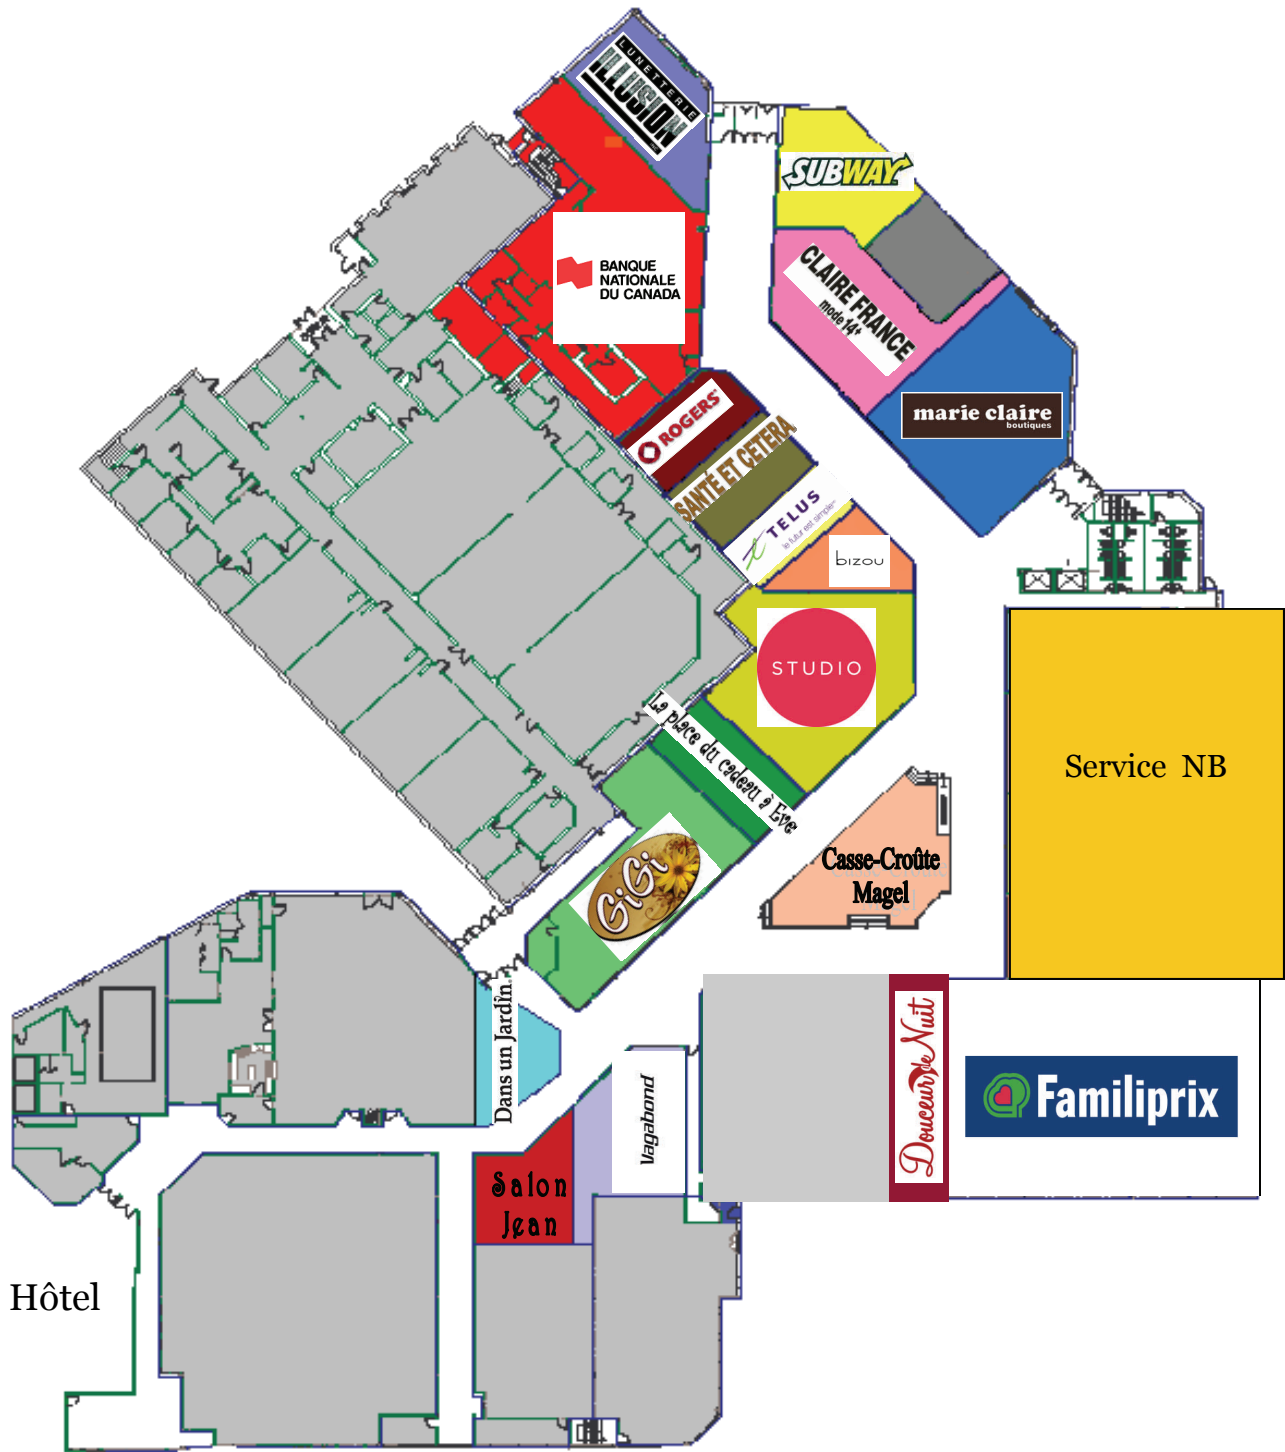 LUNETTERIE
ILLUSION
SUBWAY
BANQUE
NATIONALE
DU CANADA
CLAIRE FRANCE
mode 14+
marie claire
boutiques
ROGERS
SANTÉ ET ÇETERA
TELUS
le futur est simple
bizou
STUDIO
La place du cadeau à Eve
Service NB
Casse-Croûte
Magel
GiGi
Dans un Jardin
Vagabond
Douceur de Nuit
Familiprix
Salon
Jean
Hôtel